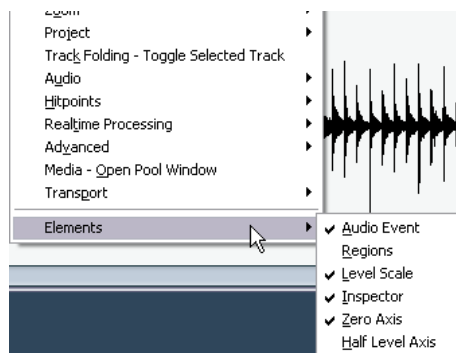 Zoom
Project
Track Folding - Toggle Selected Track
Audio
Hitpoints
Realtime Processing
Advanced
Media - Open Pool Window
Transport
Elements
Audio Event
Regions
Level Scale
Inspector
Zero Axis
Half Level Axis